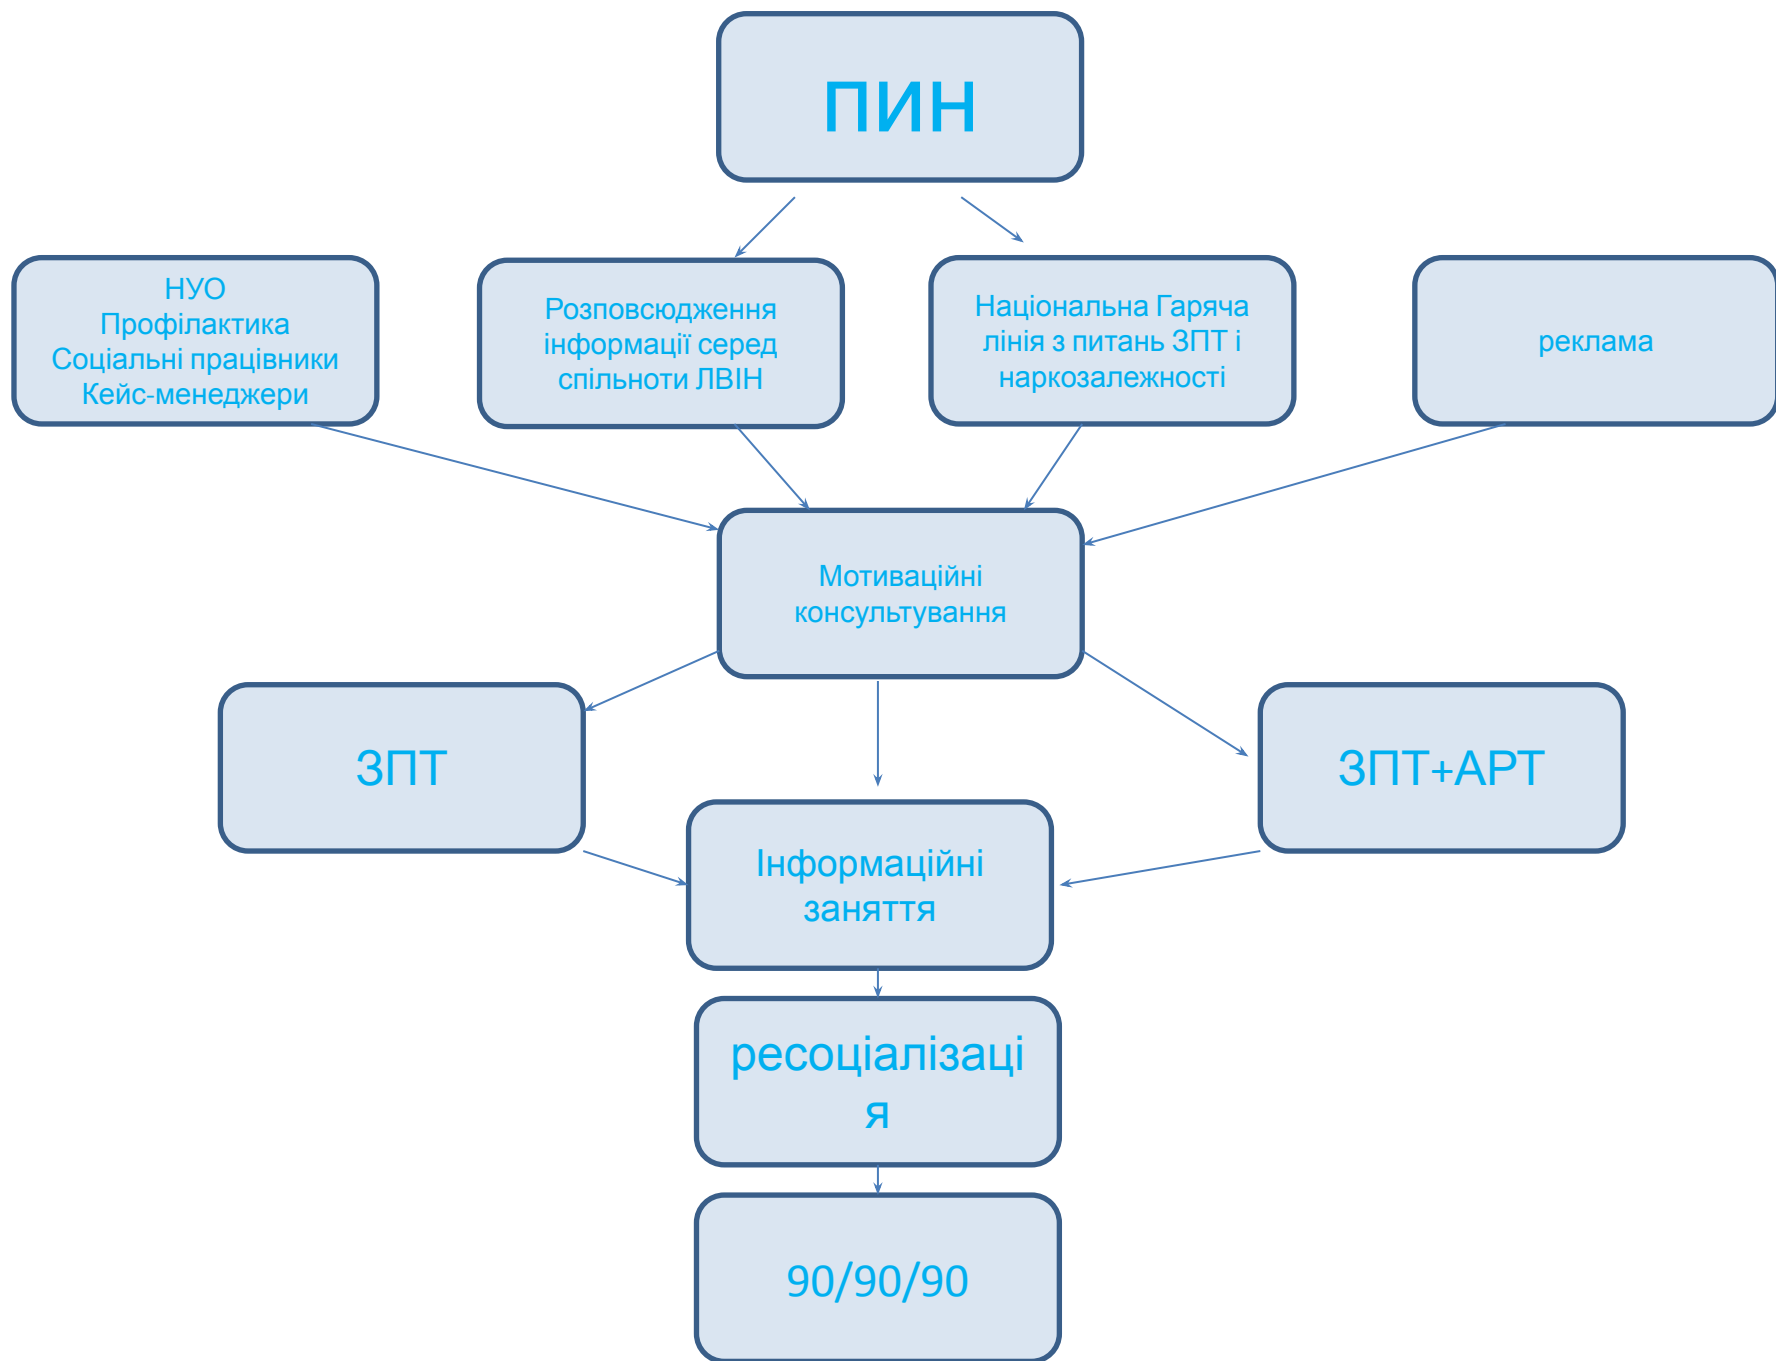 пин
НУО
Профілактика
Соціальні працівники
Кейс-менеджери
Розповсюдження
інформації серед
спільноти ЛВІН
Національна Гаряча
лінія з питань ЗПТ і
наркозалежності
реклама
Мотиваційні
консультування
ЗПТ
ЗПТ+АРТ
Інформаційні
заняття
ресоціалізаці
я
90/90/90